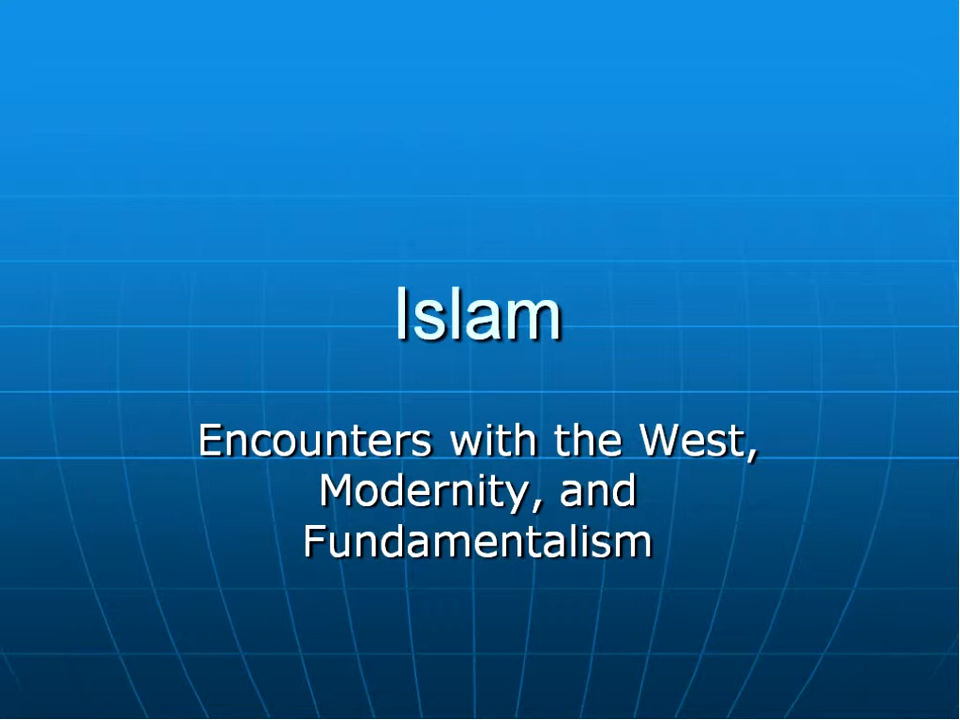 Islam
Encounters with the West,
Modernity, and
Fundamentalism